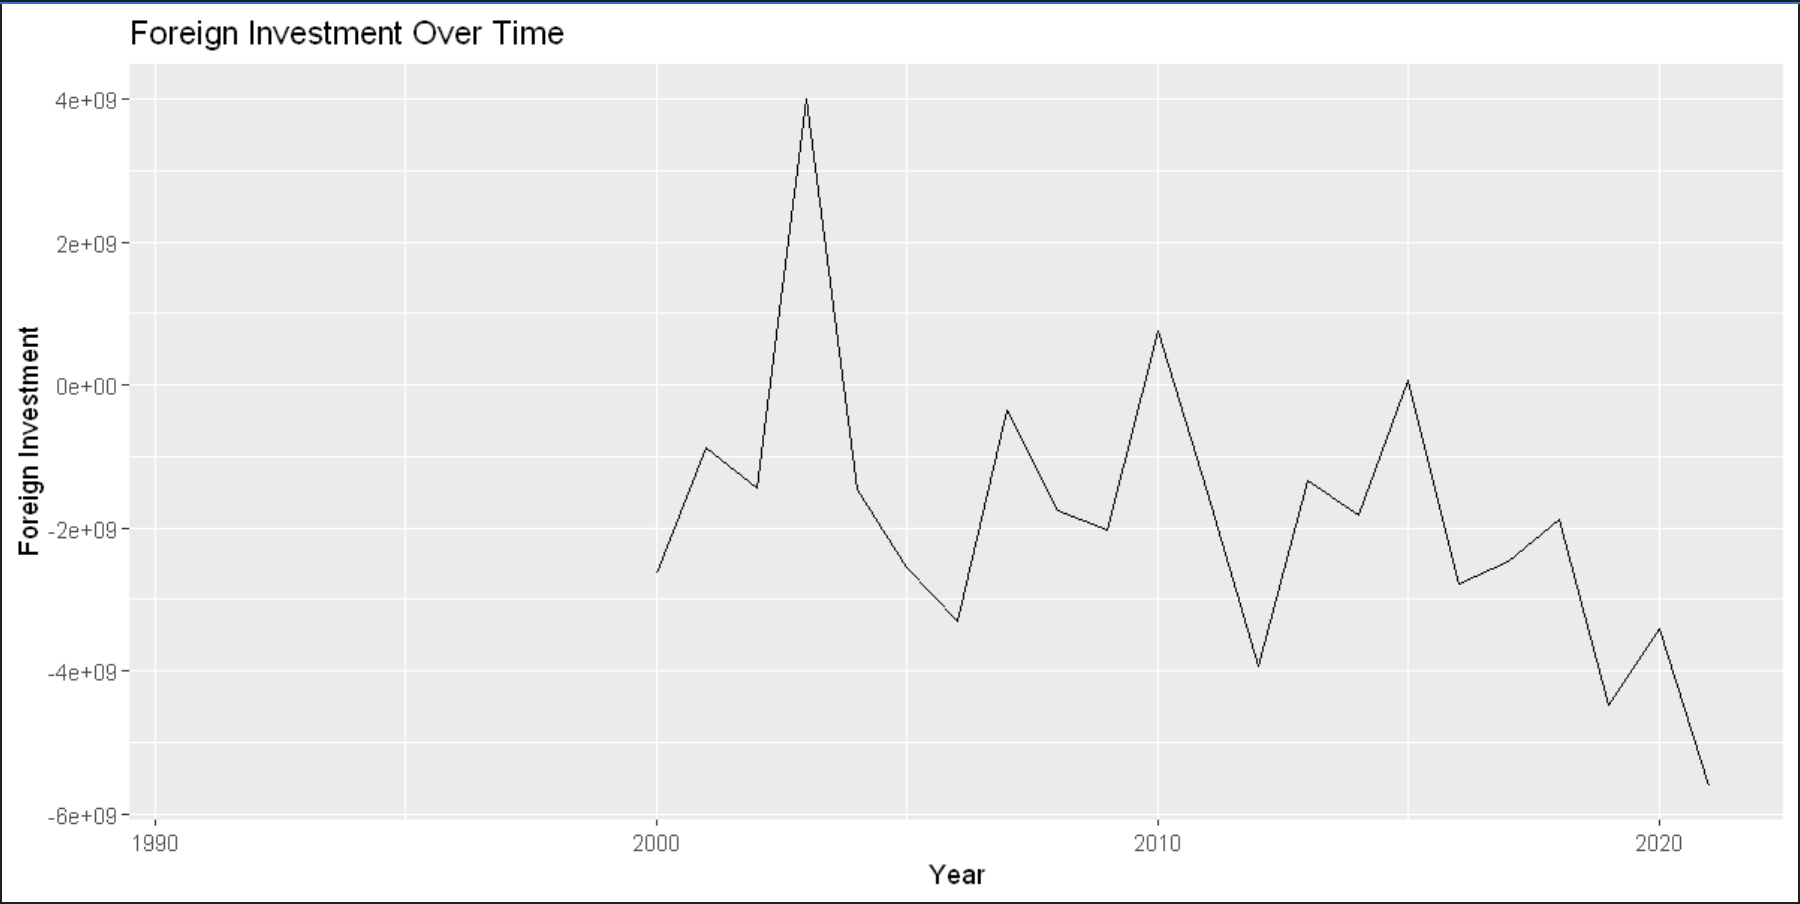 Foreign Investment Over Time
4e+09
2e+09
0e+00
-2e+09
-4e+09
-6e+09
Foreign Investment
1990 2000 2010 2020
Year